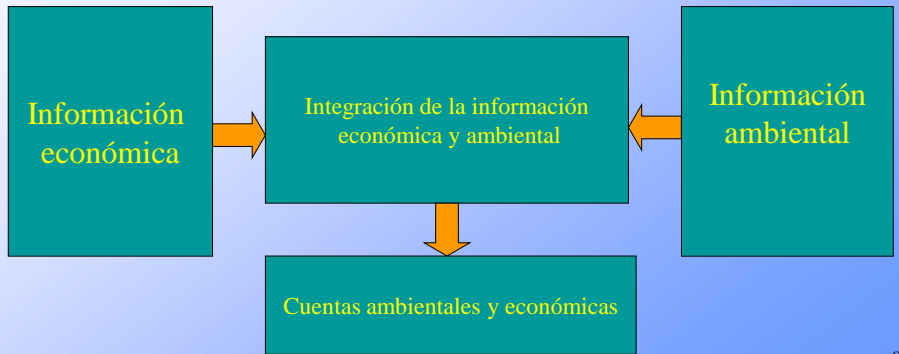 Información
económica
Integración de la información
económica y ambiental
Información
ambiental
Cuentas ambientales y económicas